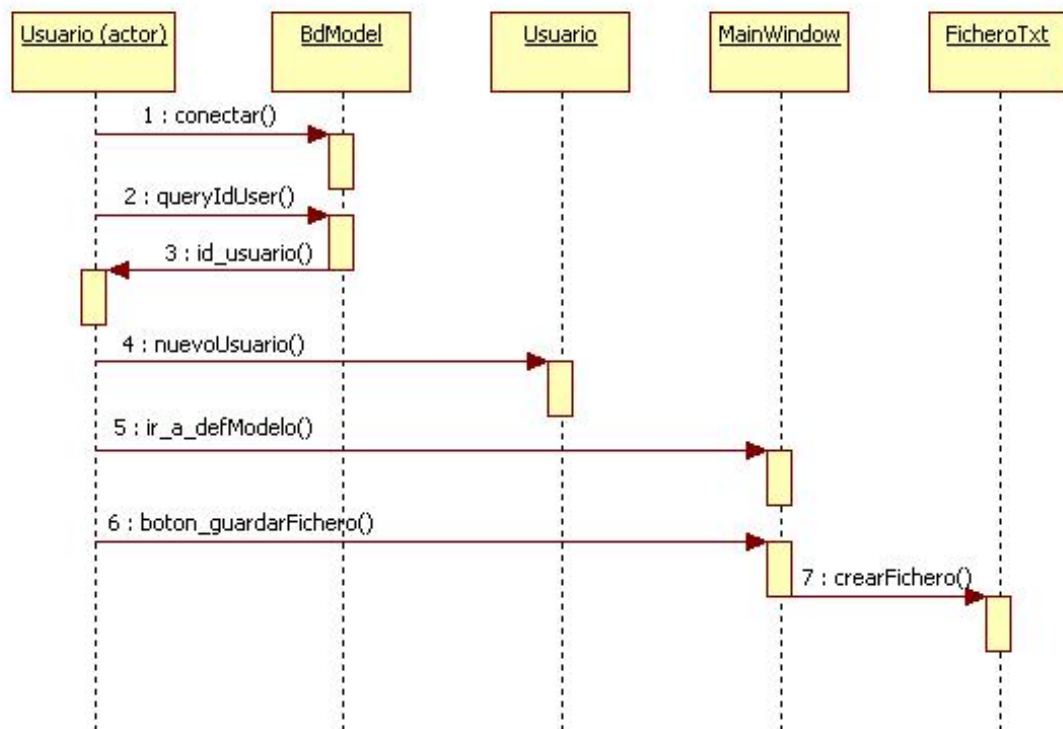 Usuario (actor)
BdModel
Usuario
MainWindow
FicheroTxt
1 : conectar()
2 : queryIdUser()
3 : id_usuario()
4 : nuevoUsuario()
5 : ir_a_defModelo()
6 : boton_guardarFichero()
7 : crearFichero()